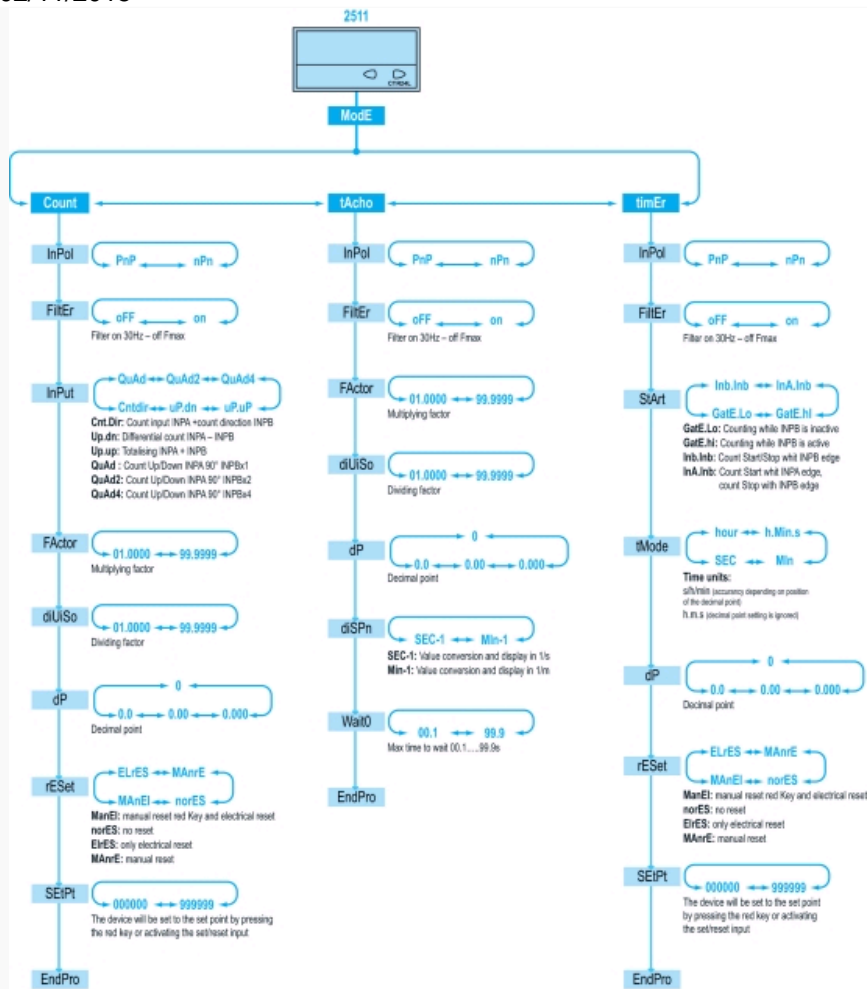 2511
ModE
Count
InPol
PnP nPn
FiltEr
oFF on
Filter on 30Hz – off Fmax
InPut
QuAd QuAd2 QuAd4
Cntdir uP.dn uP.uP
Cnt.Dir: Count input INPA +count direction INPB
Up.dn: Differential count INPA – INPB
Up.up: Totalising INPA + INPB
QuAd : Count Up/Down INPA 90° INPBx1
QuAd2: Count Up/Down INPA 90° INPBx2
QuAd4: Count Up/Down INPA 90° INPBx4
FActor
01.0000 99.9999
Multiplying factor
diUiSo
01.0000 99.9999
Dividing factor
dP
0
0.0 0.00 0.000
Decimal point
rESet
ELrES MAnrE
MAnEl norES
ManEl: manual reset red Key and electrical reset
norES: no reset
ElrES: only electrical reset
MAnrE: manual reset
SEtPt
000000 999999
The device will be set to the set point by pressing
the red key or activating the set/reset input
EndPro
tAcho
InPol
PnP nPn
FiltEr
oFF on
Filter on 30Hz – off Fmax
FActor
01.0000 99.9999
Multiplying factor
diUiSo
01.0000 99.9999
Dividing factor
dP
0
0.0 0.00 0.000
Decimal point
diSPn
SEC-1 MIn-1
SEC-1: Value conversion and display in 1/s
Min-1: Value conversion and display in 1/m
Wait0
00.1 99.9
Max time to wait 00.1.....99.9s
EndPro
timEr
InPol
PnP nPn
FiltEr
oFF on
Filter on 30Hz – off Fmax
StArt
Inb.Inb InA.Inb
GatE.Lo GatE.hI
GatE.Lo: Counting while INPB is inactive
GatE.hi: Counting while INPB is active
Inb.Inb: Count Start/Stop whit INPB edge
InA.Inb: Count Start whit INPA edge,
count Stop with INPB edge
tMode
hour h.Min.s
SEC MIn
Time units:
s/h/min (accurency depending on position
of the decimal point)
h.m.s (decimal point setting is ignored)
dP
0
0.0 0.00 0.000
Decimal point
rESet
ELrES MAnrE
MAnEl norES
ManEl: manual reset red Key and electrical reset
norES: no reset
ElrES: only electrical reset
MAnrE: manual reset
SEtPt
000000 999999
The device will be set to the set point
by pressing the red key or activating
the set/reset input
EndPro